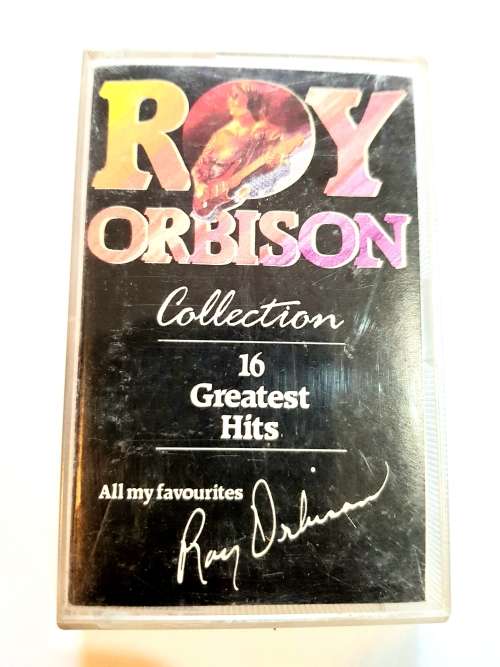 ROY
ORBISON
Collection
16
Greatest
Hits
All my favourites
Roy Orbison